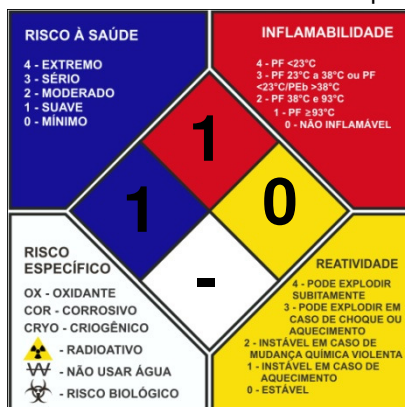 RISCO À SAÚDE
4 - EXTREMO
3 - SÉRIO
2 - MODERADO
1 - SUAVE
0 - MÍNIMO
INFLAMABILIDADE
4 - PF <23°C
3 - PF 23°C a 38°C ou PF
<23°C/PEb >38°C
2 - PF 38°C e 93°C
1 - PF ≥93°C
0 - NÃO INFLAMÁVEL
1
1
0
-
RISCO
ESPECÍFICO
OX - OXIDANTE
COR - CORROSIVO
CRYO - CRIOGÊNICO
- RADIOATIVO
W - NÃO USAR ÁGUA
- RISCO BIOLÓGICO
REATIVIDADE
4 - PODE EXPLODIR
SUBITAMENTE
3 - PODE EXPLODIR EM
CASO DE CHOQUE OU
AQUECIMENTO
2 - INSTÁVEL EM CASO DE
MUDANÇA QUÍMICA VIOLENTA
1 - INSTÁVEL EM CASO DE
AQUECIMENTO
0 - ESTÁVEL